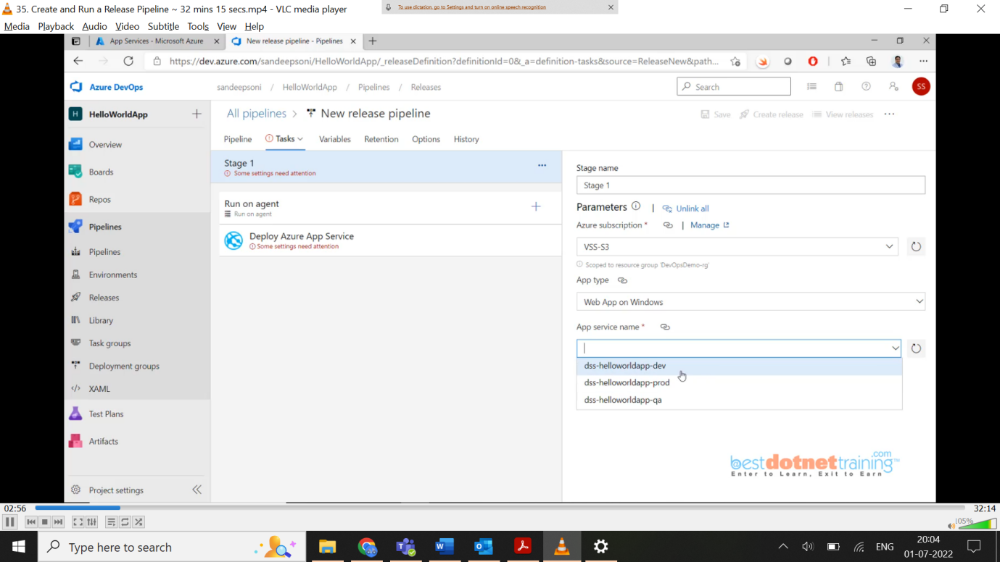 35. Create and Run a Release Pipeline ~ 32 mins 15 secs.mp4 - VLC media player
To use dictation, go to Settings and turn on online speech recognition
Media Playback Audio Video Subtitle Tools View Help
App Services - Microsoft Azure
New release pipeline - Pipelines
https://dev.azure.com/sandeepsoni/HelloWorldApp/_releaseDefinition?definitionId=0&_a=definition-tasks&source=ReleaseNew&path...
Azure DevOps
sandeepsoni / HelloWorldApp / Pipelines / Releases
Search
SS
H HelloWorldApp
Overview
Boards
Repos
Pipelines
Pipelines
Environments
Releases
Library
Task groups
Deployment groups
XAML
Test Plans
Artifacts
Project settings
All pipelines > New release pipeline
Save Create release View releases ...
Pipeline Tasks Variables Retention Options History
Stage 1
Some settings need attention
Run on agent
Run on agent
Deploy Azure App Service
Some settings need attention
Stage name
Stage 1
Parameters | Unlink all
Azure subscription * | Manage
VSS-S3
Scoped to resource group 'DevOpsDemo-rg'
App type
Web App on Windows
App service name *
dss-helloworldapp-dev
dss-helloworldapp-prod
dss-helloworldapp-qa
bestdotnettraining.com™
Enter to Learn, Exit to Earn
02:56
32:14
105%
Type here to search
ENG
20:04
01-07-2022